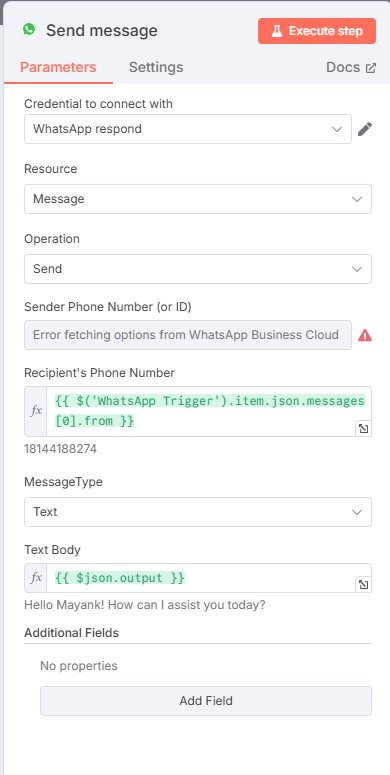 Send message
Execute step
Parameters
Settings
Docs
Credential to connect with
WhatsApp respond
Resource
Message
Operation
Send
Sender Phone Number (or ID)
Error fetching options from WhatsApp Business Cloud
Recipient's Phone Number
fx
{{ $('WhatsApp Trigger').item.json.messages
[0].from }}
18144188274
MessageType
Text
Text Body
fx
{{ $json.output }}
Hello Mayank! How can I assist you today?
Additional Fields
No properties
Add Field